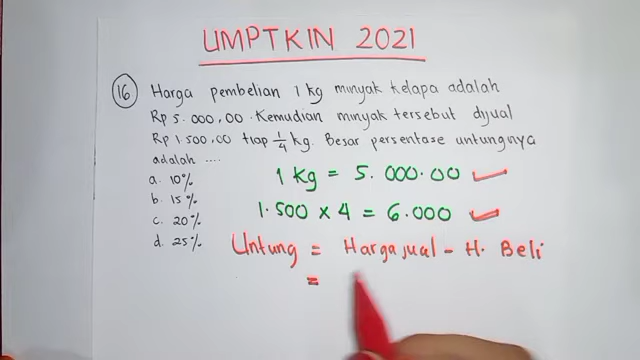 UMPTKIN 2021
16 Harga pembelian 1 kg minyak kelapa adalah
Rp 5.000,00. Kemudian minyak tersebut dijual
Rp 1.500,00 tiap 1/4 kg. Besar persentase untungnya
adalah ....
a. 10%
b. 15%
c. 20%
d. 25%
1 kg = 5.000.00
1.500 x 4 = 6.000
Untung = Harga jual - H. Beli
=